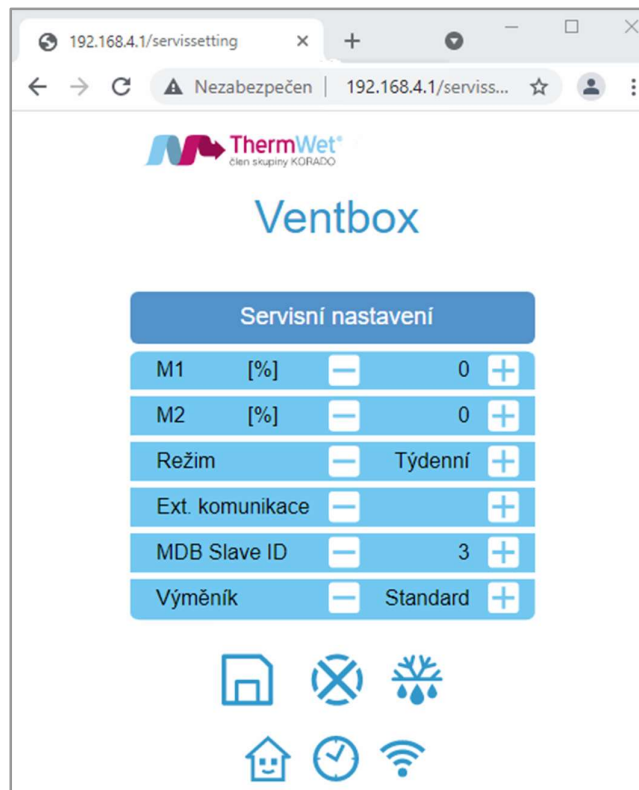 192.168.4.1/servissetting
Nezabezpečen | 192.168.4.1/serviss...
ThermWet®
člen skupiny KORADO
Ventbox
Servisní nastavení
M1 [%] 0
M2 [%] 0
Režim Týdenní
Ext. komunikace
MDB Slave ID 3
Výměník Standard